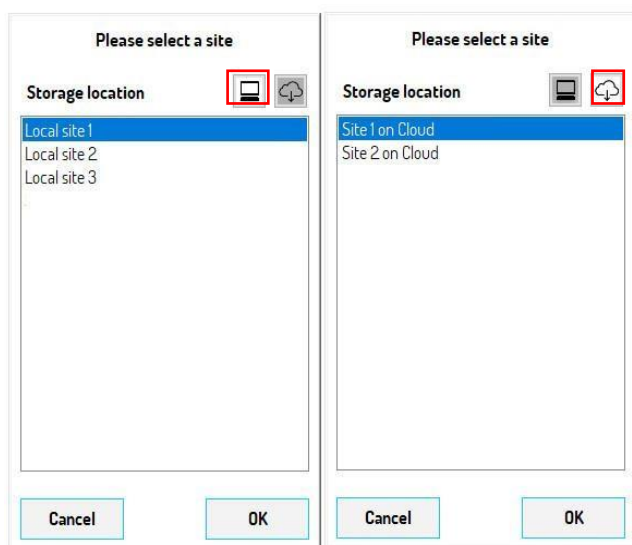 Please select a site
Storage location
Local site 1
Local site 2
Local site 3
Cancel
OK
Please select a site
Storage location
Site 1 on Cloud
Site 2 on Cloud
Cancel
OK